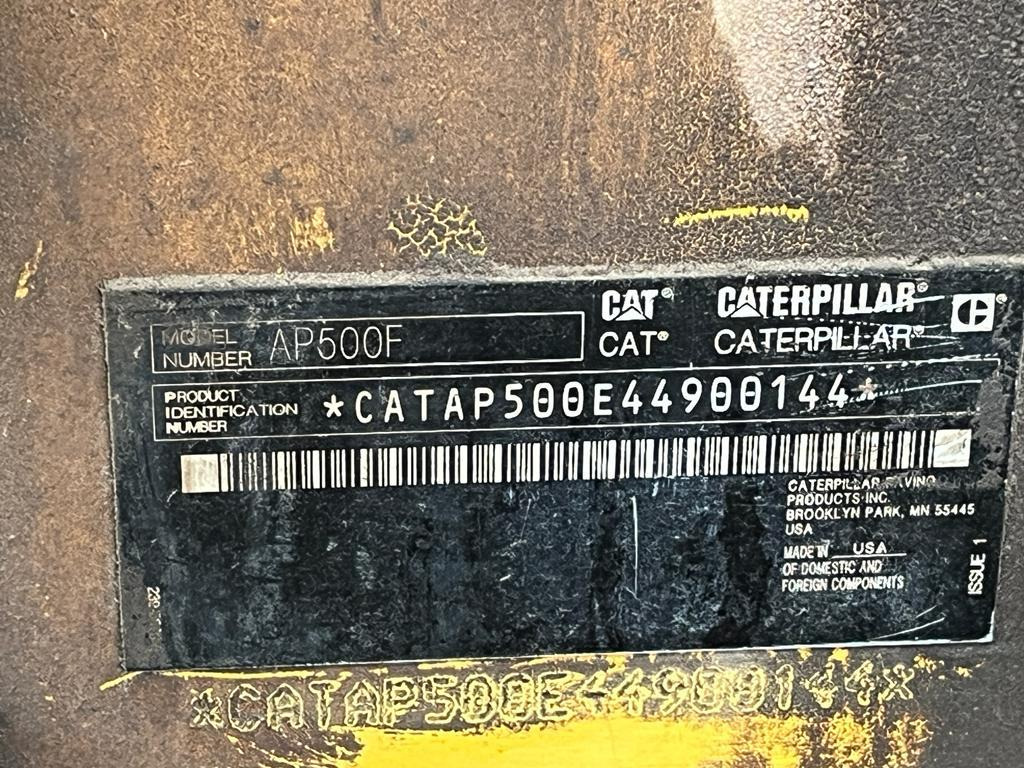 CAT® CATERPILLAR®
CAT® CATERPILLAR®
MODEL NUMBER AP500F
PRODUCT IDENTIFICATION NUMBER *CATAP500E44900144*
CATERPILLAR PAVING
PRODUCTS INC.
BROOKLYN PARK, MN 55445
USA
MADE IN USA
OF DOMESTIC AND
FOREIGN COMPONENTS
ISSUE 1
*CATAP500E44900144*